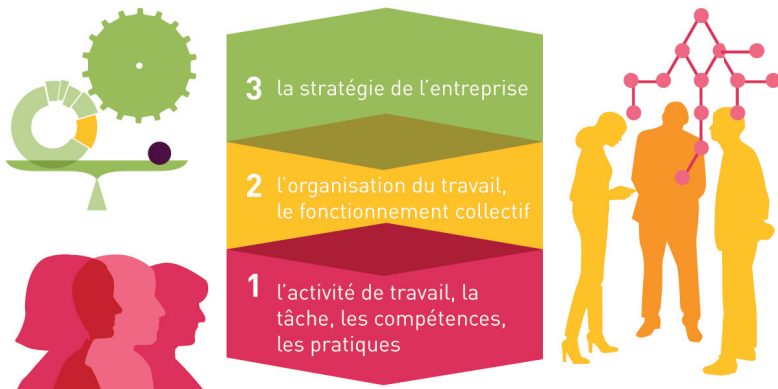 3 la stratégie de l'entreprise
2 l'organisation du travail,
le fonctionnement collectif
1 l'activité de travail, la
tâche, les compétences,
les pratiques